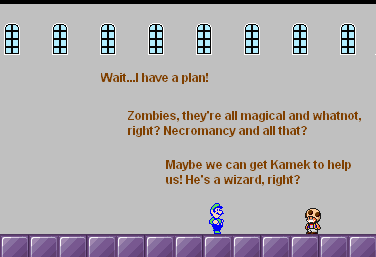 Wait...I have a plan!
Zombies, they're all magical and whatnot,
right? Necromancy and all that?
Maybe we can get Kamek to help
us! He's a wizard, right?